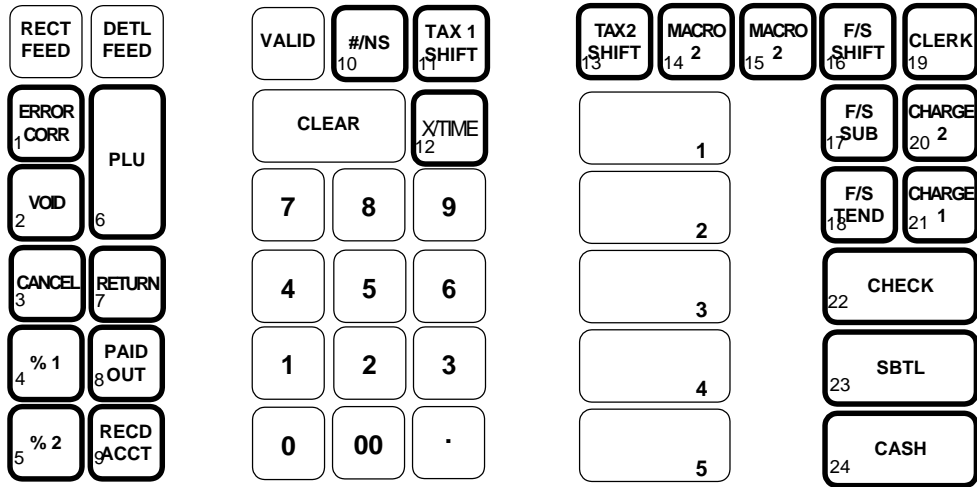 RECT
FEED
DETL
FEED
VALID
#/NS
10
TAX 1
SHIFT
11
TAX2
SHIFT
13
MACRO
2
14
MACRO
2
15
F/S
SHIFT
16
CLERK
19
ERROR
CORR
1
PLU
6
CLEAR
X/TIME
12
1
F/S
SUB
17
CHARGE
2
20
VOID
2
7
8
9
2
F/S
TEND
18
CHARGE
1
21
CANCEL
3
RETURN
7
4
5
6
3
CHECK
22
% 1
4
PAID
OUT
8
1
2
3
4
SBTL
23
% 2
5
RECD
ACCT
9
0
00
.
5
CASH
24